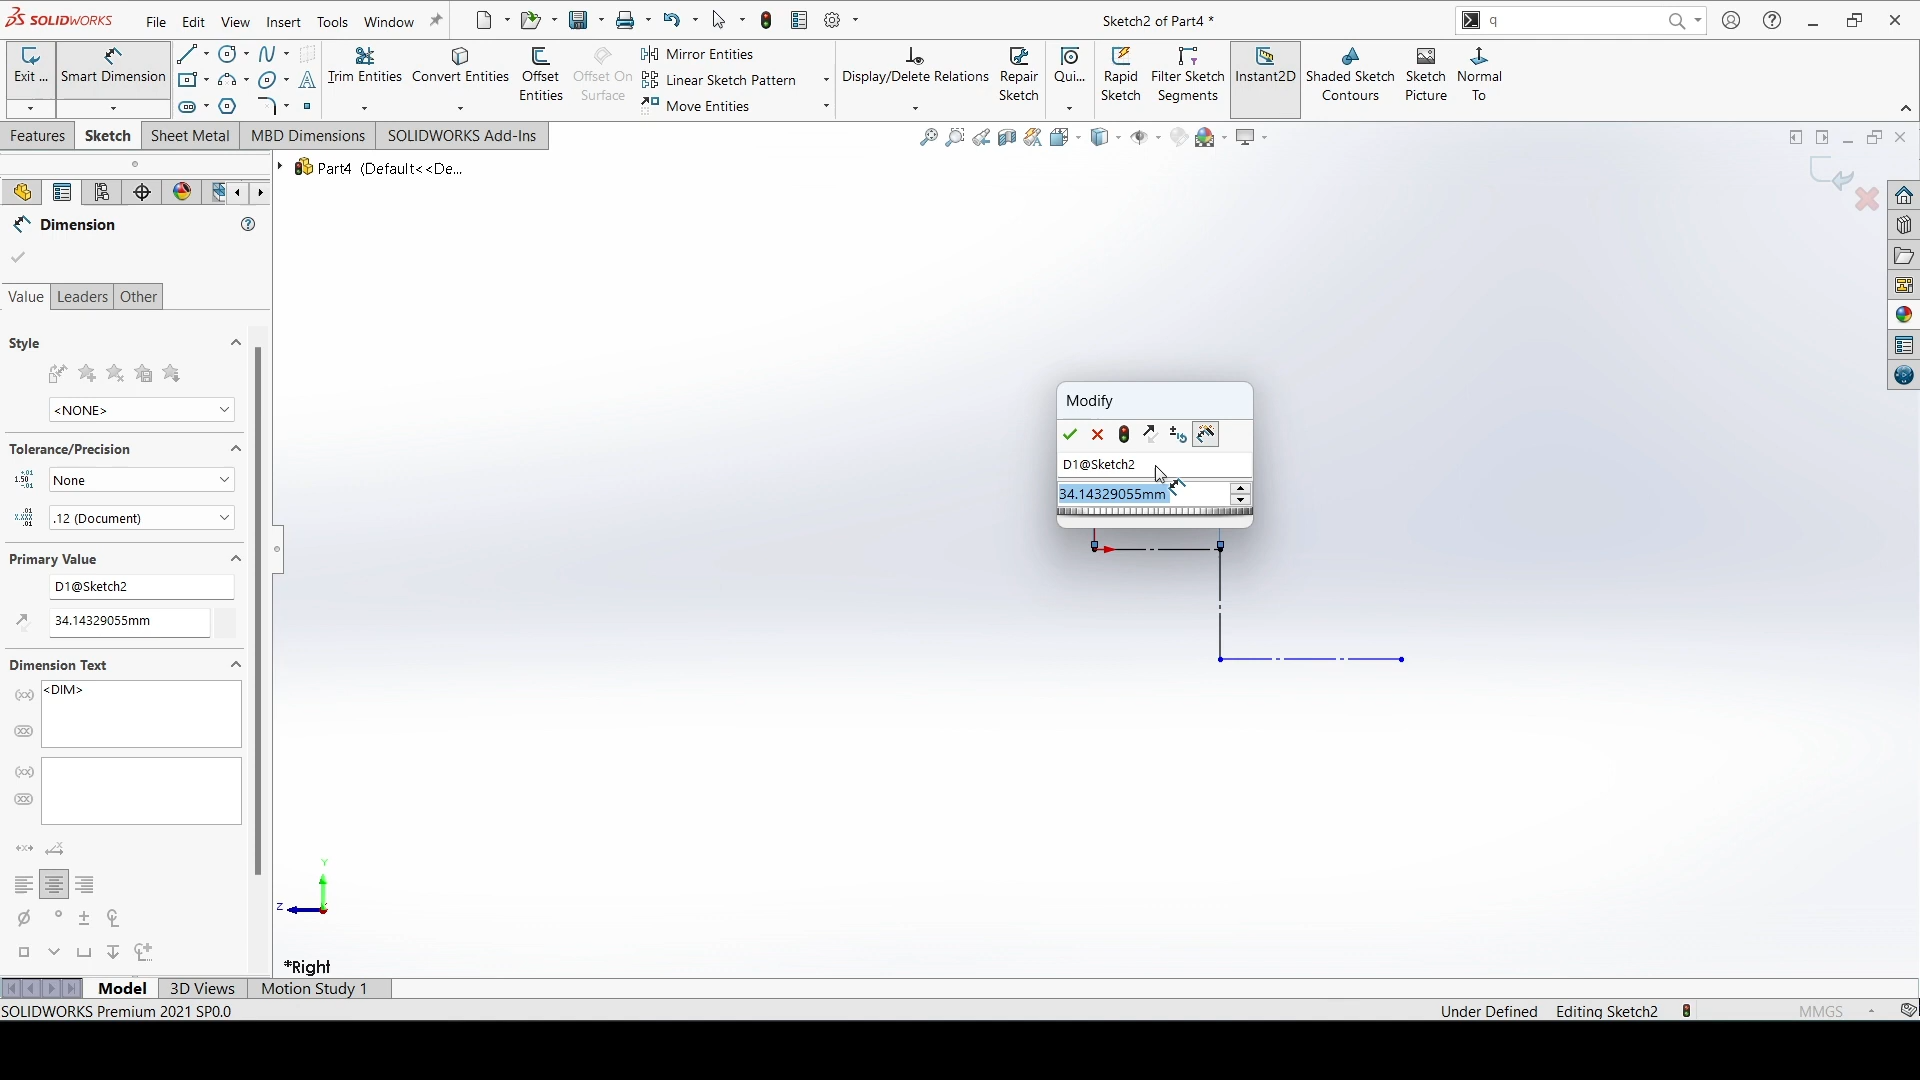 SOLIDWORKS
File Edit View Insert Tools Window
Sketch2 of Part4 *
q
Exit ...
Smart Dimension
Trim Entities
Convert Entities
Offset Entities
Offset On Surface
Mirror Entities
Linear Sketch Pattern
Move Entities
Display/Delete Relations
Repair Sketch
Qui...
Rapid Sketch
Filter Sketch Segments
Instant2D
Shaded Sketch Contours
Sketch Picture
Normal To
Features Sketch Sheet Metal MBD Dimensions SOLIDWORKS Add-Ins
Part4 (Default<<De...
Dimension
Value Leaders Other
Style
<NONE>
Tolerance/Precision
None
.12 (Document)
Primary Value
D1@Sketch2
34.14329055mm
Dimension Text
<DIM>
Modify
D1@Sketch2
34.14329055mm
Y
Z
*Right
Model 3D Views Motion Study 1
SOLIDWORKS Premium 2021 SP0.0
Under Defined Editing Sketch2 MMGS